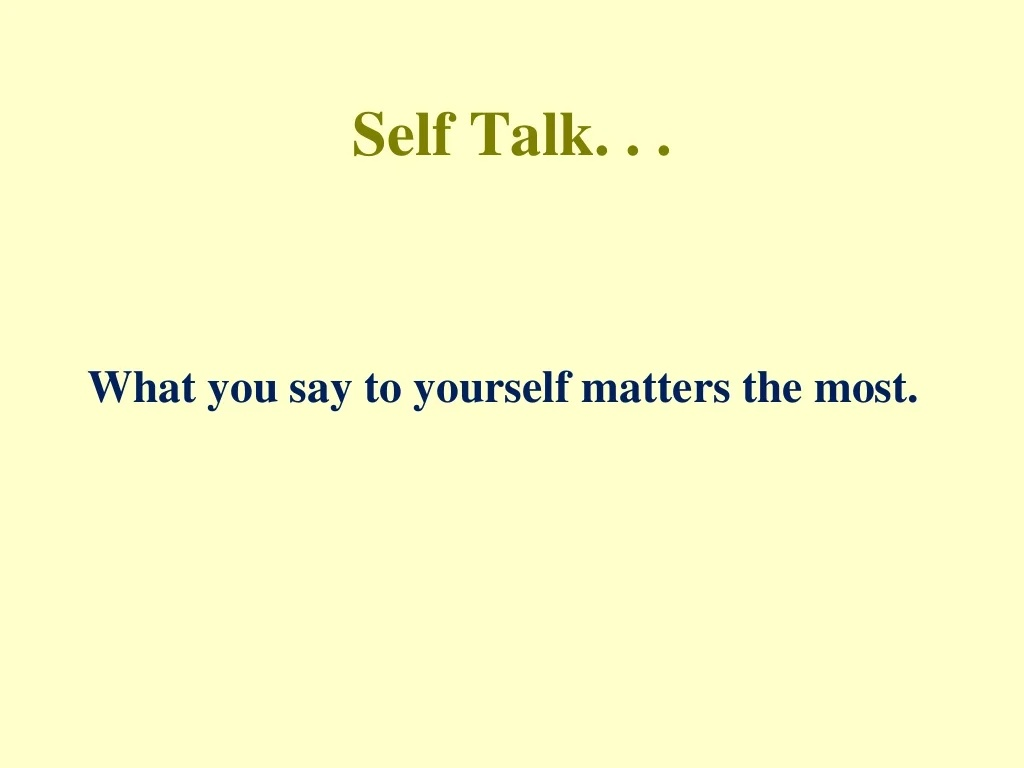 Self Talk. . .
What you say to yourself matters the most.